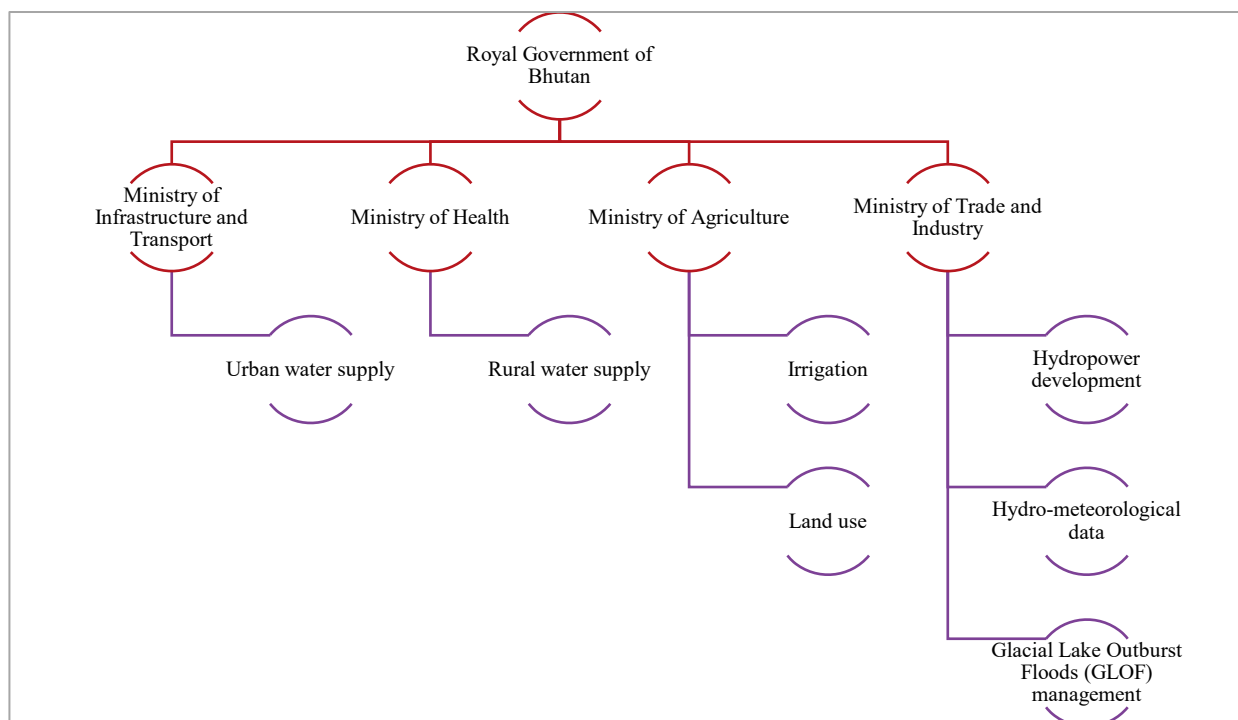 Royal Government of
Bhutan
Ministry of
Infrastructure and
Transport
Ministry of Health
Ministry of Agriculture
Ministry of Trade and
Industry
Urban water supply
Rural water supply
Irrigation
Hydropower
development
Land use
Hydro-meteorological
data
Glacial Lake Outburst
Floods (GLOF)
management